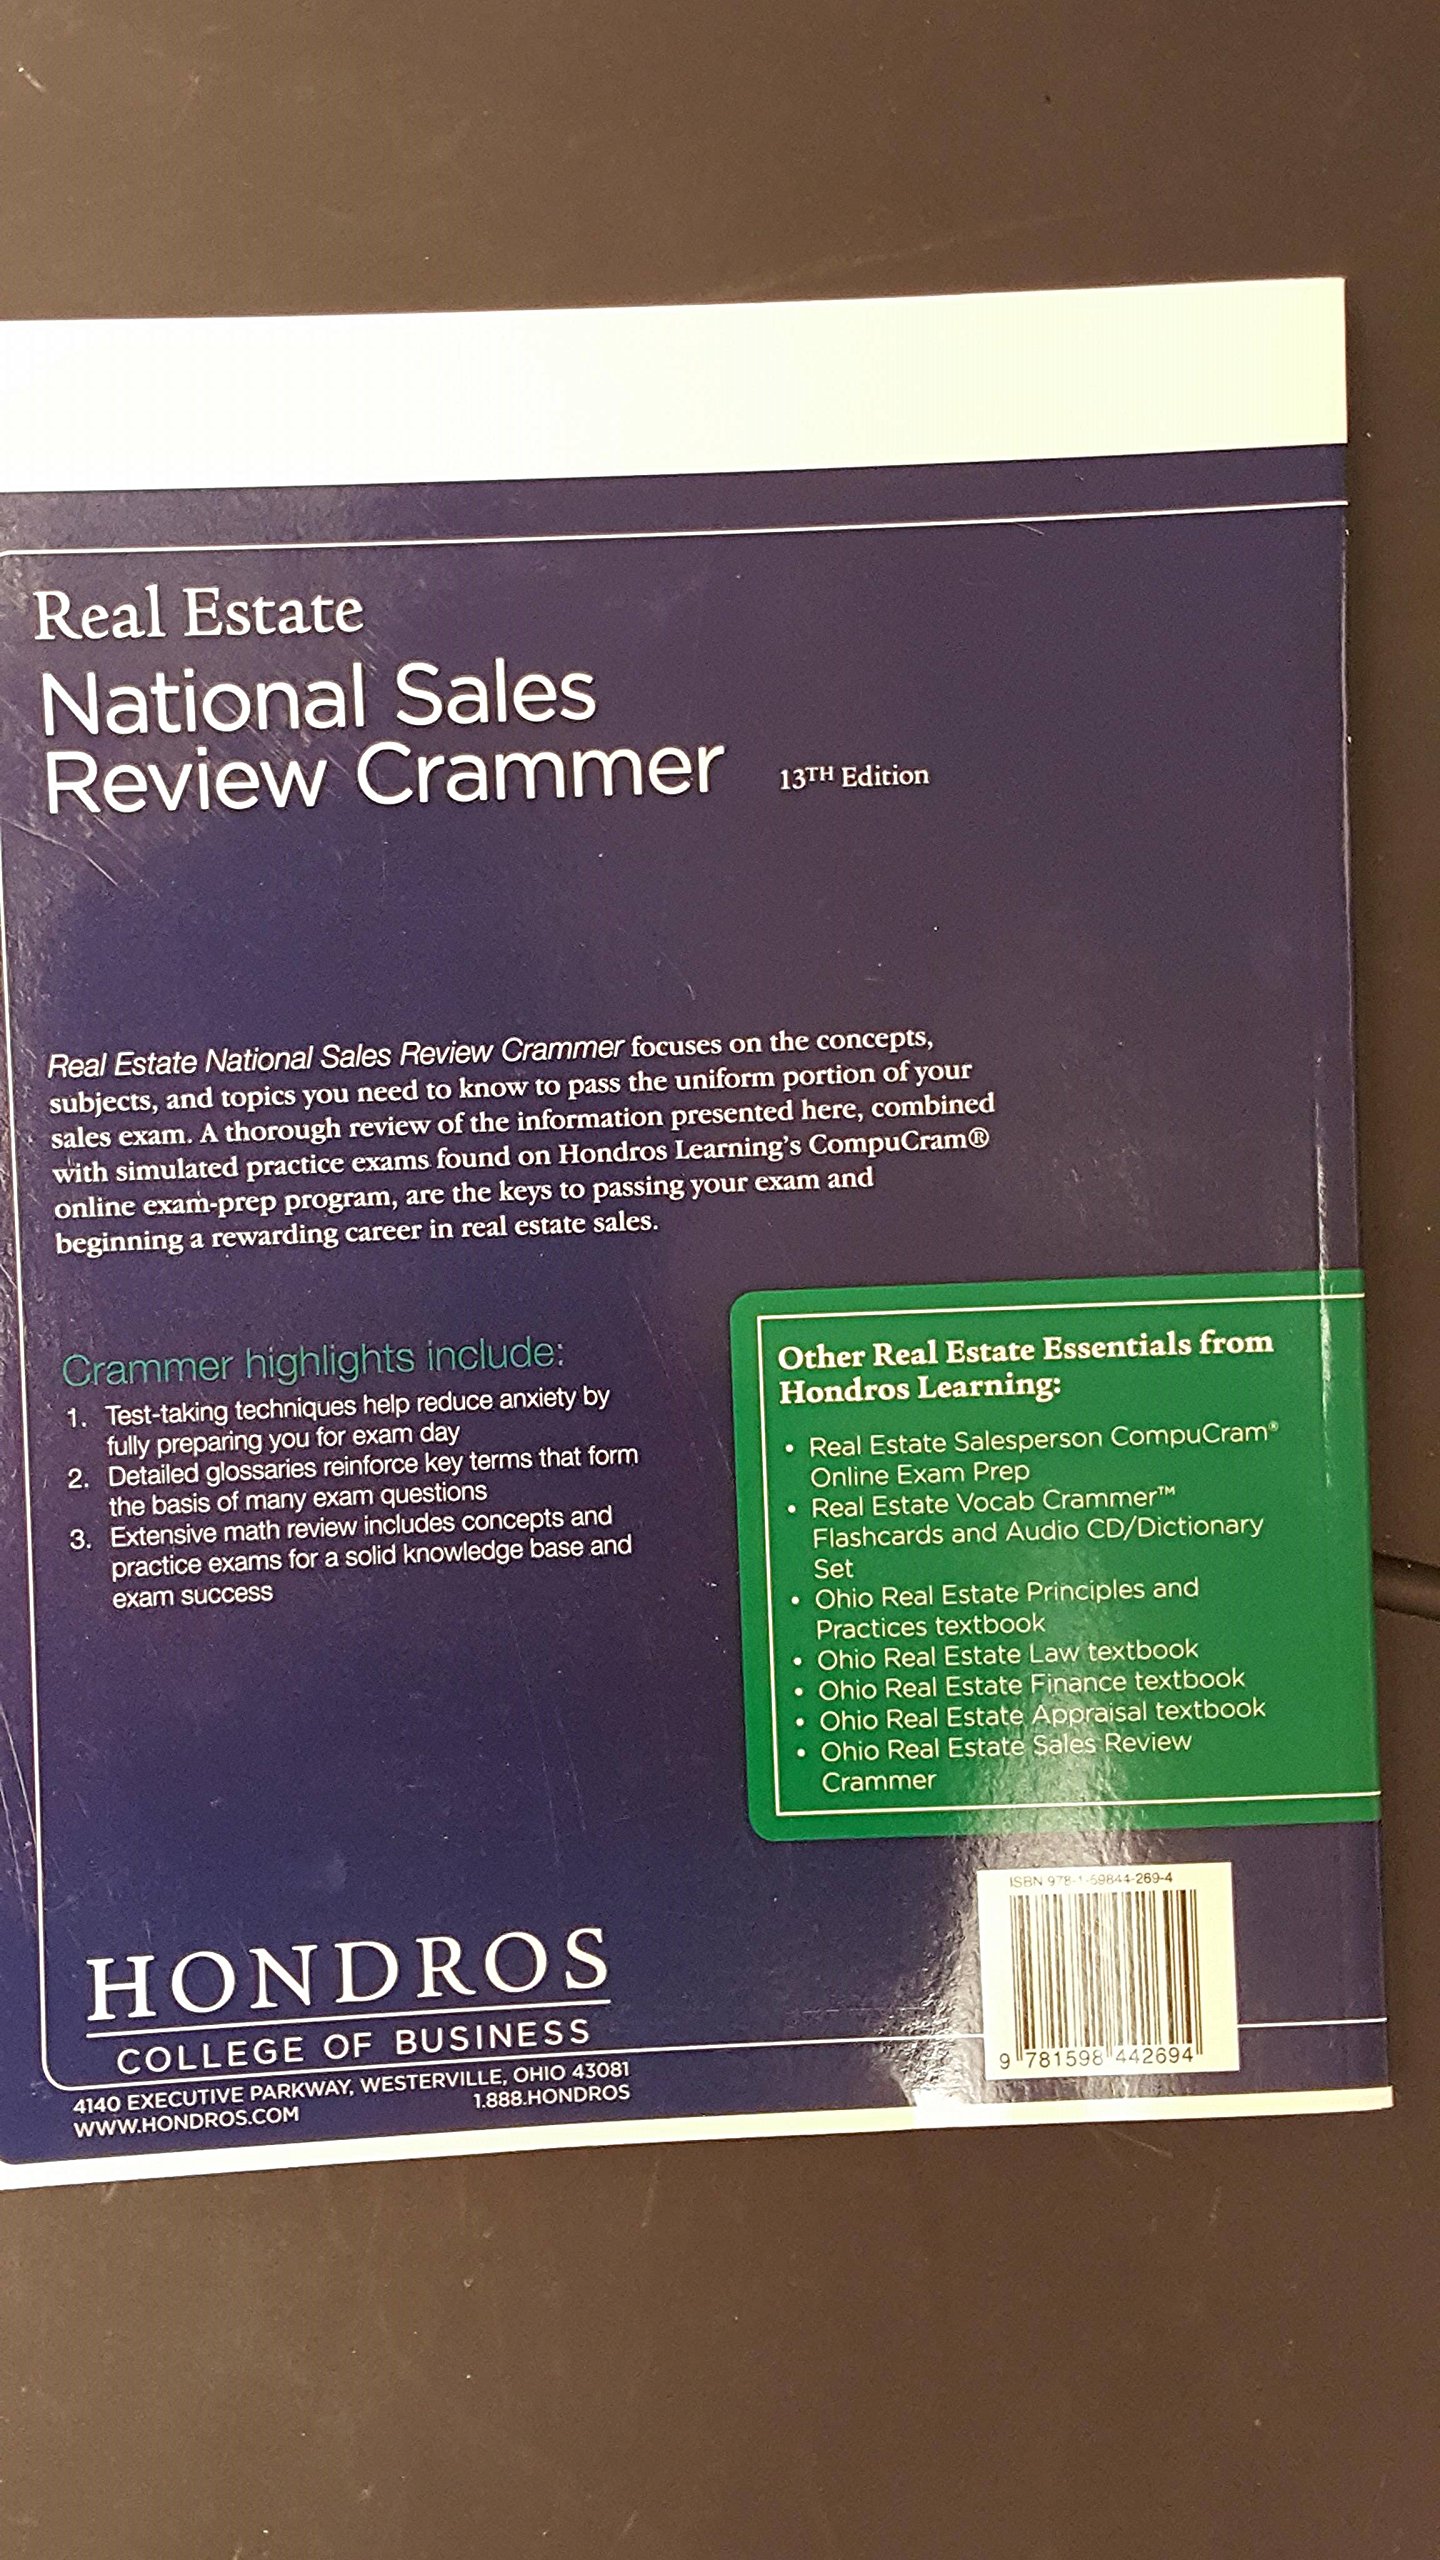 Real Estate
National Sales
Review Crammer 13TH Edition
Real Estate National Sales Review Crammer focuses on the concepts,
subjects, and topics you need to know to pass the uniform portion of your
sales exam. A thorough review of the information presented here, combined
with simulated practice exams found on Hondros Learning's CompuCram®
online exam-prep program, are the keys to passing your exam and
beginning a rewarding career in real estate sales.
Crammer highlights include:
1. Test-taking techniques help reduce anxiety by
fully preparing you for exam day
2. Detailed glossaries reinforce key terms that form
the basis of many exam questions
3. Extensive math review includes concepts and
practice exams for a solid knowledge base and
exam success
Other Real Estate Essentials from
Hondros Learning:
• Real Estate Salesperson CompuCram®
Online Exam Prep
• Real Estate Vocab Crammer™
Flashcards and Audio CD/Dictionary
Set
• Ohio Real Estate Principles and
Practices textbook
• Ohio Real Estate Law textbook
• Ohio Real Estate Finance textbook
• Ohio Real Estate Appraisal textbook
• Ohio Real Estate Sales Review
Crammer
ISBN 978-1-59844-269-4
9 781598 442694
HONDROS
COLLEGE OF BUSINESS
4140 EXECUTIVE PARKWAY, WESTERVILLE, OHIO 43081
WWW.HONDROS.COM 1.888.HONDROS